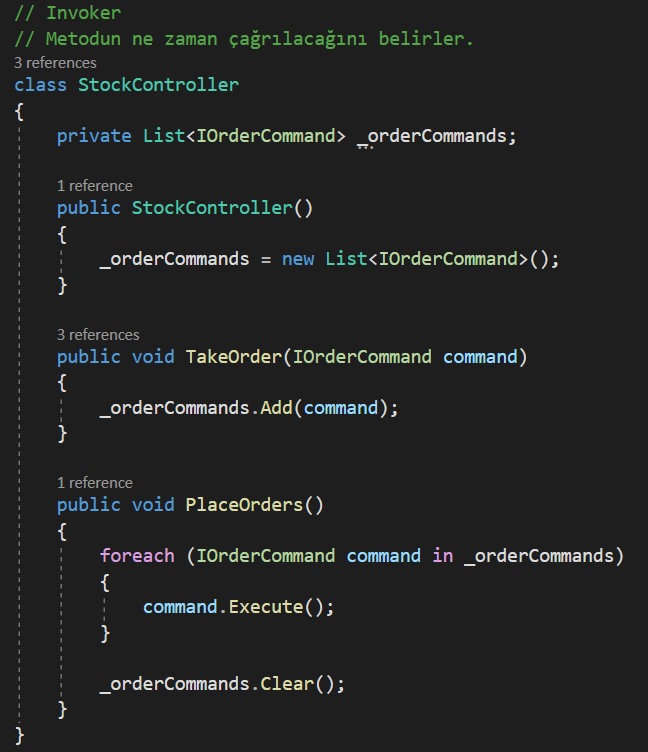 // Invoker
// Metodun ne zaman çağrılacağını belirler.
3 references
class StockController
{
    private List<IOrderCommand> _orderCommands;
    1 reference
    public StockController()
    {
        _orderCommands = new List<IOrderCommand>();
    }
    3 references
    public void TakeOrder(IOrderCommand command)
    {
        _orderCommands.Add(command);
    }
    1 reference
    public void PlaceOrders()
    {
        foreach (IOrderCommand command in _orderCommands)
        {
            command.Execute();
        }
        _orderCommands.Clear();
    }
}